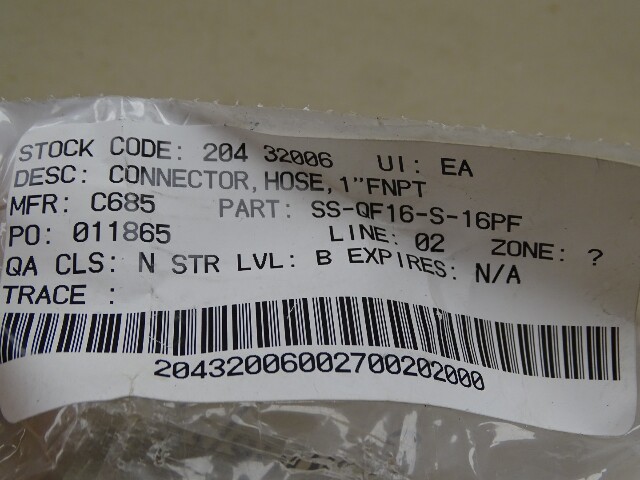 STOCK CODE: 204 32006 UI: EA
DESC: CONNECTOR, HOSE, 1"FNPT
MFR: C685 PART: SS-QF16-S-16PF
PO: 011865 LINE: 02 ZONE: ?
QA CLS: N STR LVL: B EXPIRES: N/A
TRACE :
20432006002700202000